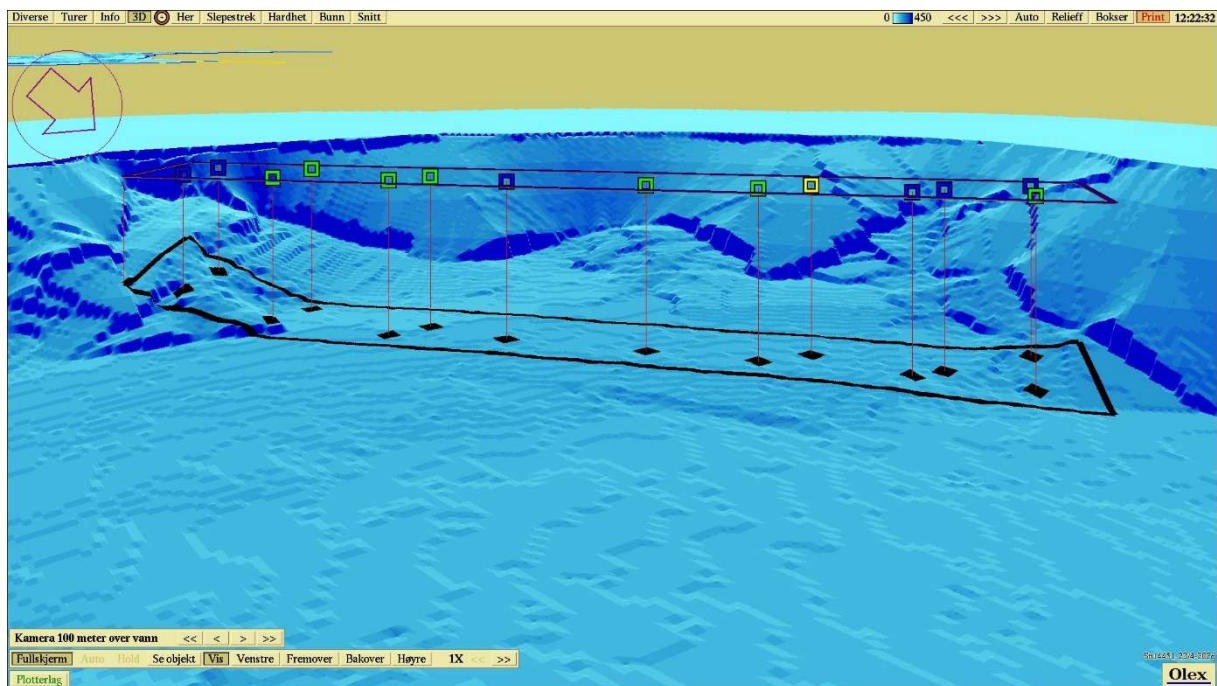 Diverse Turer Info 3D Her Slepestrek Hardhet Bunn Snitt 0 450 <<< >>> Auto Relieff Bokser Print 12:22:32
Kamera 100 meter over vann << < > >>
Fullskjerm Auto Hold Se objekt Vis Venstre Fremover Bakover Høyre 1X << >>
Plotterlag
Olex